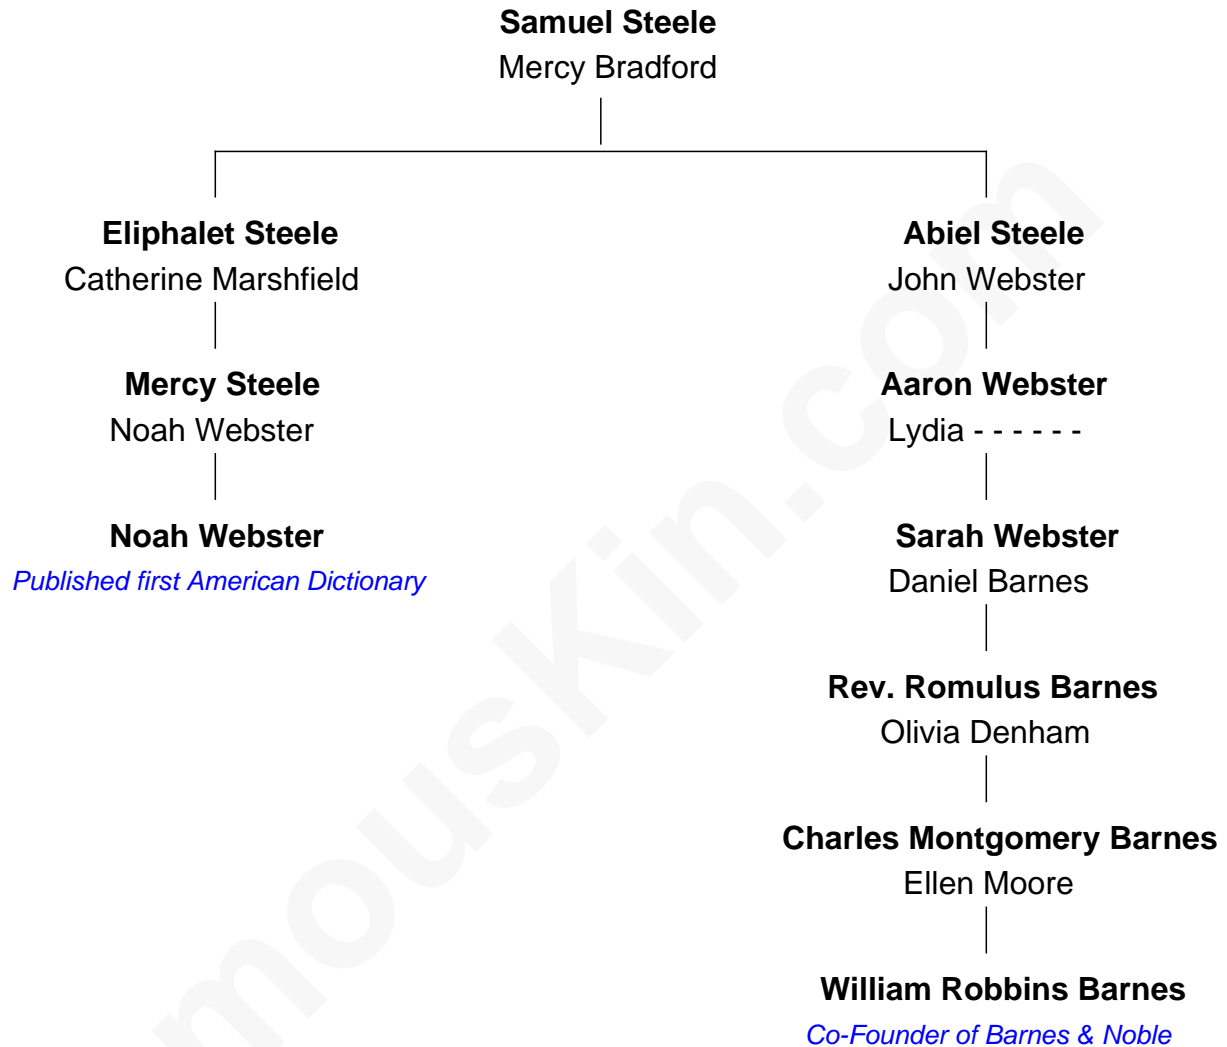 Samuel Steele
Mercy Bradford
Eliphalet Steele
Catherine Marshfield
Abiel Steele
John Webster
Mercy Steele
Noah Webster
Aaron Webster
Lydia - - - - - -
Noah Webster
Published first American Dictionary
Sarah Webster
Daniel Barnes
Rev. Romulus Barnes
Olivia Denham
Charles Montgomery Barnes
Ellen Moore
William Robbins Barnes
Co-Founder of Barnes & Noble
mousKin.com